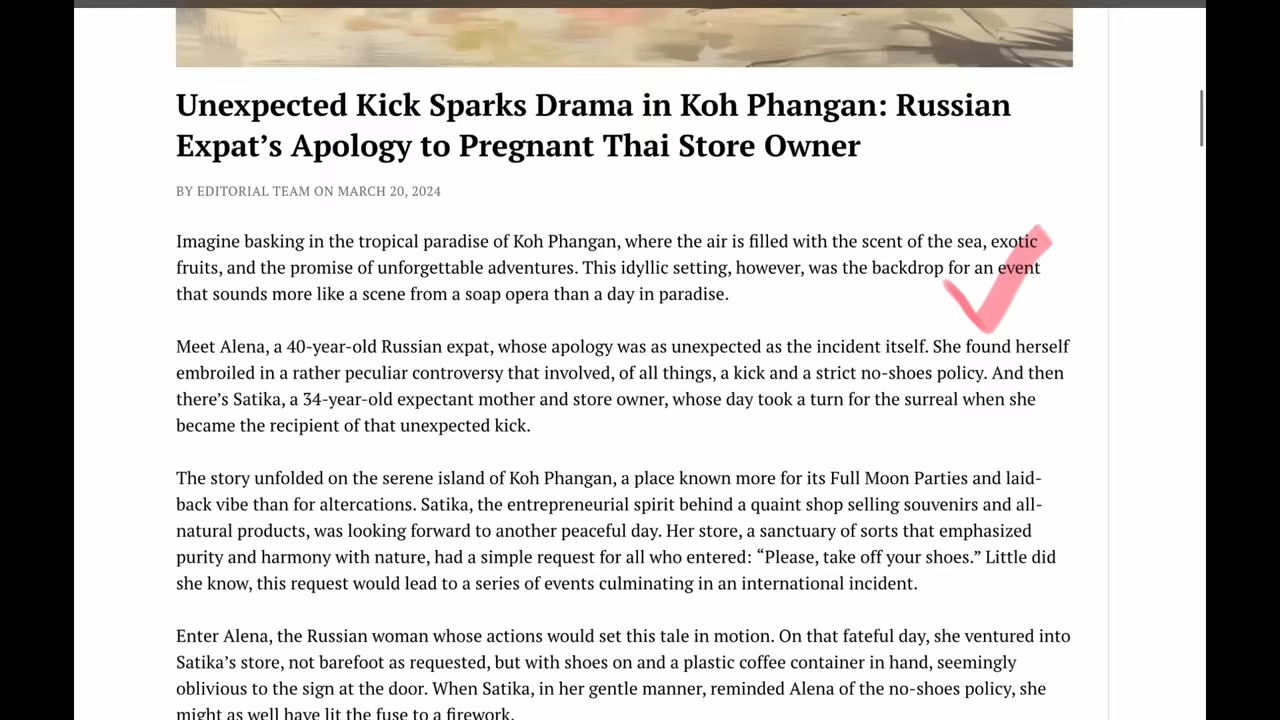 Unexpected Kick Sparks Drama in Koh Phangan: Russian
Expat’s Apology to Pregnant Thai Store Owner
BY EDITORIAL TEAM ON MARCH 20, 2024
Imagine basking in the tropical paradise of Koh Phangan, where the air is filled with the scent of the sea, exotic
fruits, and the promise of unforgettable adventures. This idyllic setting, however, was the backdrop for an event
that sounds more like a scene from a soap opera than a day in paradise.
Meet Alena, a 40-year-old Russian expat, whose apology was as unexpected as the incident itself. She found herself
embroiled in a rather peculiar controversy that involved, of all things, a kick and a strict no-shoes policy. And then
there’s Satika, a 34-year-old expectant mother and store owner, whose day took a turn for the surreal when she
became the recipient of that unexpected kick.
The story unfolded on the serene island of Koh Phangan, a place known more for its Full Moon Parties and laid-
back vibe than for altercations. Satika, the entrepreneurial spirit behind a quaint shop selling souvenirs and all-
natural products, was looking forward to another peaceful day. Her store, a sanctuary of sorts that emphasized
purity and harmony with nature, had a simple request for all who entered: “Please, take off your shoes.” Little did
she know, this request would lead to a series of events culminating in an international incident.
Enter Alena, the Russian woman whose actions would set this tale in motion. On that fateful day, she ventured into
Satika’s store, not barefoot as requested, but with shoes on and a plastic coffee container in hand, seemingly
oblivious to the sign at the door. When Satika, in her gentle manner, reminded Alena of the no-shoes policy, she
might as well have lit the fuse to a firework.